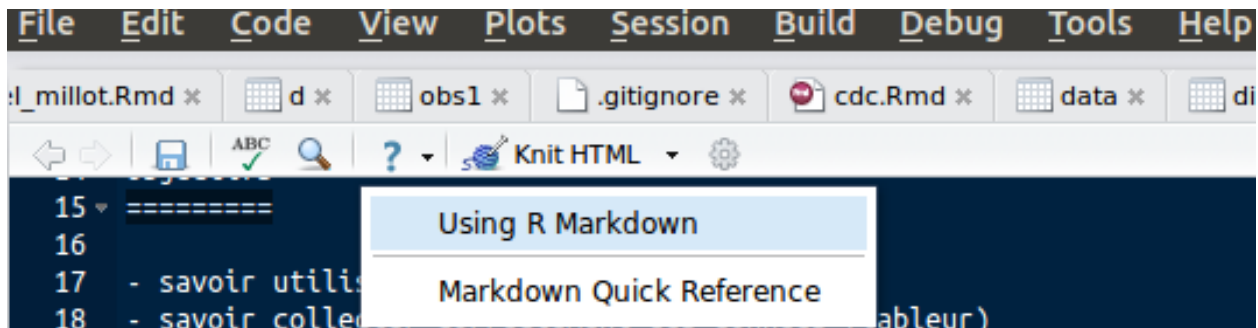 File Edit Code View Plots Session Build Debug Tools Help
el_millot.Rmd d obs1 .gitignore cdc.Rmd data di
ABC ? Knit HTML
15 =========
Using R Markdown
16
17 - savoir utilis
Markdown Quick Reference
18 - savoir collec ableur)